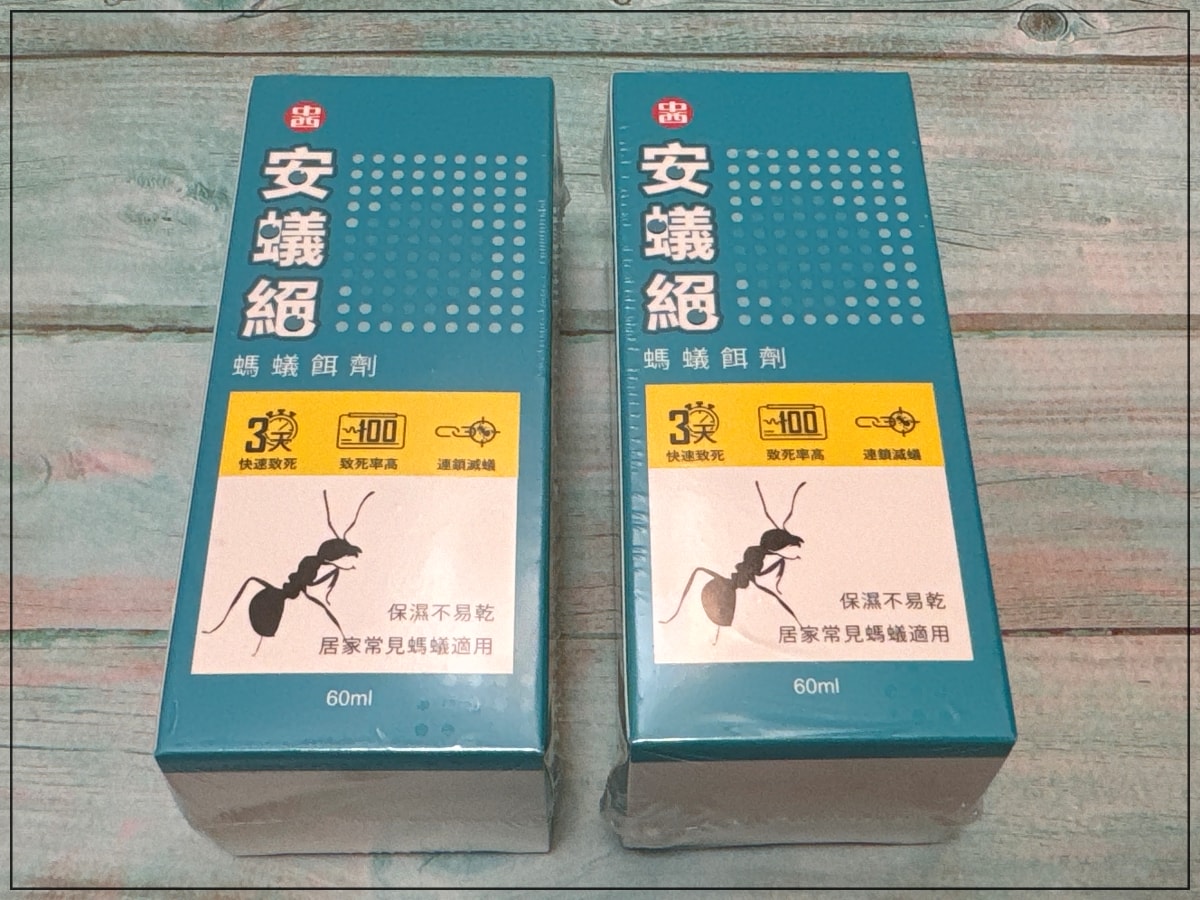 中西
安蟻絕
螞蟻餌劑
3天
快速致死
100
致死率高
連鎖滅蟻
保濕不易乾
居家常見螞蟻適用
60ml
中西
安蟻絕
螞蟻餌劑
3天
快速致死
100
致死率高
連鎖滅蟻
保濕不易乾
居家常見螞蟻適用
60ml